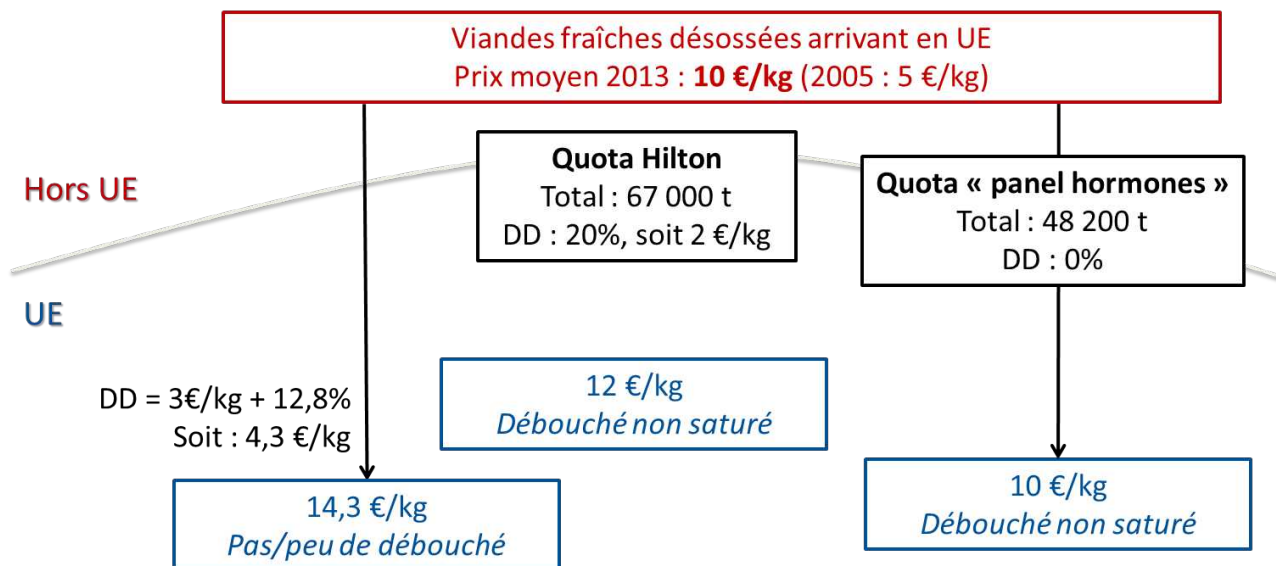 Viandes fraîches désossées arrivant en UE
Prix moyen 2013 : 10 €/kg (2005 : 5 €/kg)
Hors UE
Quota Hilton
Total : 67 000 t
DD : 20%, soit 2 €/kg
Quota « panel hormones »
Total : 48 200 t
DD : 0%
UE
DD = 3€/kg + 12,8%
Soit : 4,3 €/kg
12 €/kg
Débouché non saturé
14,3 €/kg
Pas/peu de débouché
10 €/kg
Débouché non saturé